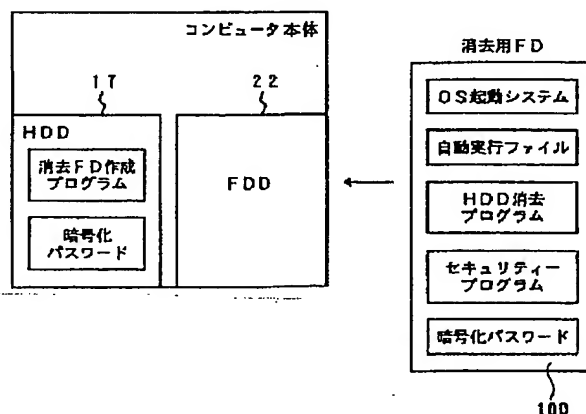 コンピュータ本体
消去用FD
17
22
HDD
消去FD作成
プログラム
暗号化
パスワード
FDD
OS起動システム
自動実行ファイル
HDD消去
プログラム
セキュリティー
プログラム
暗号化パスワード
100